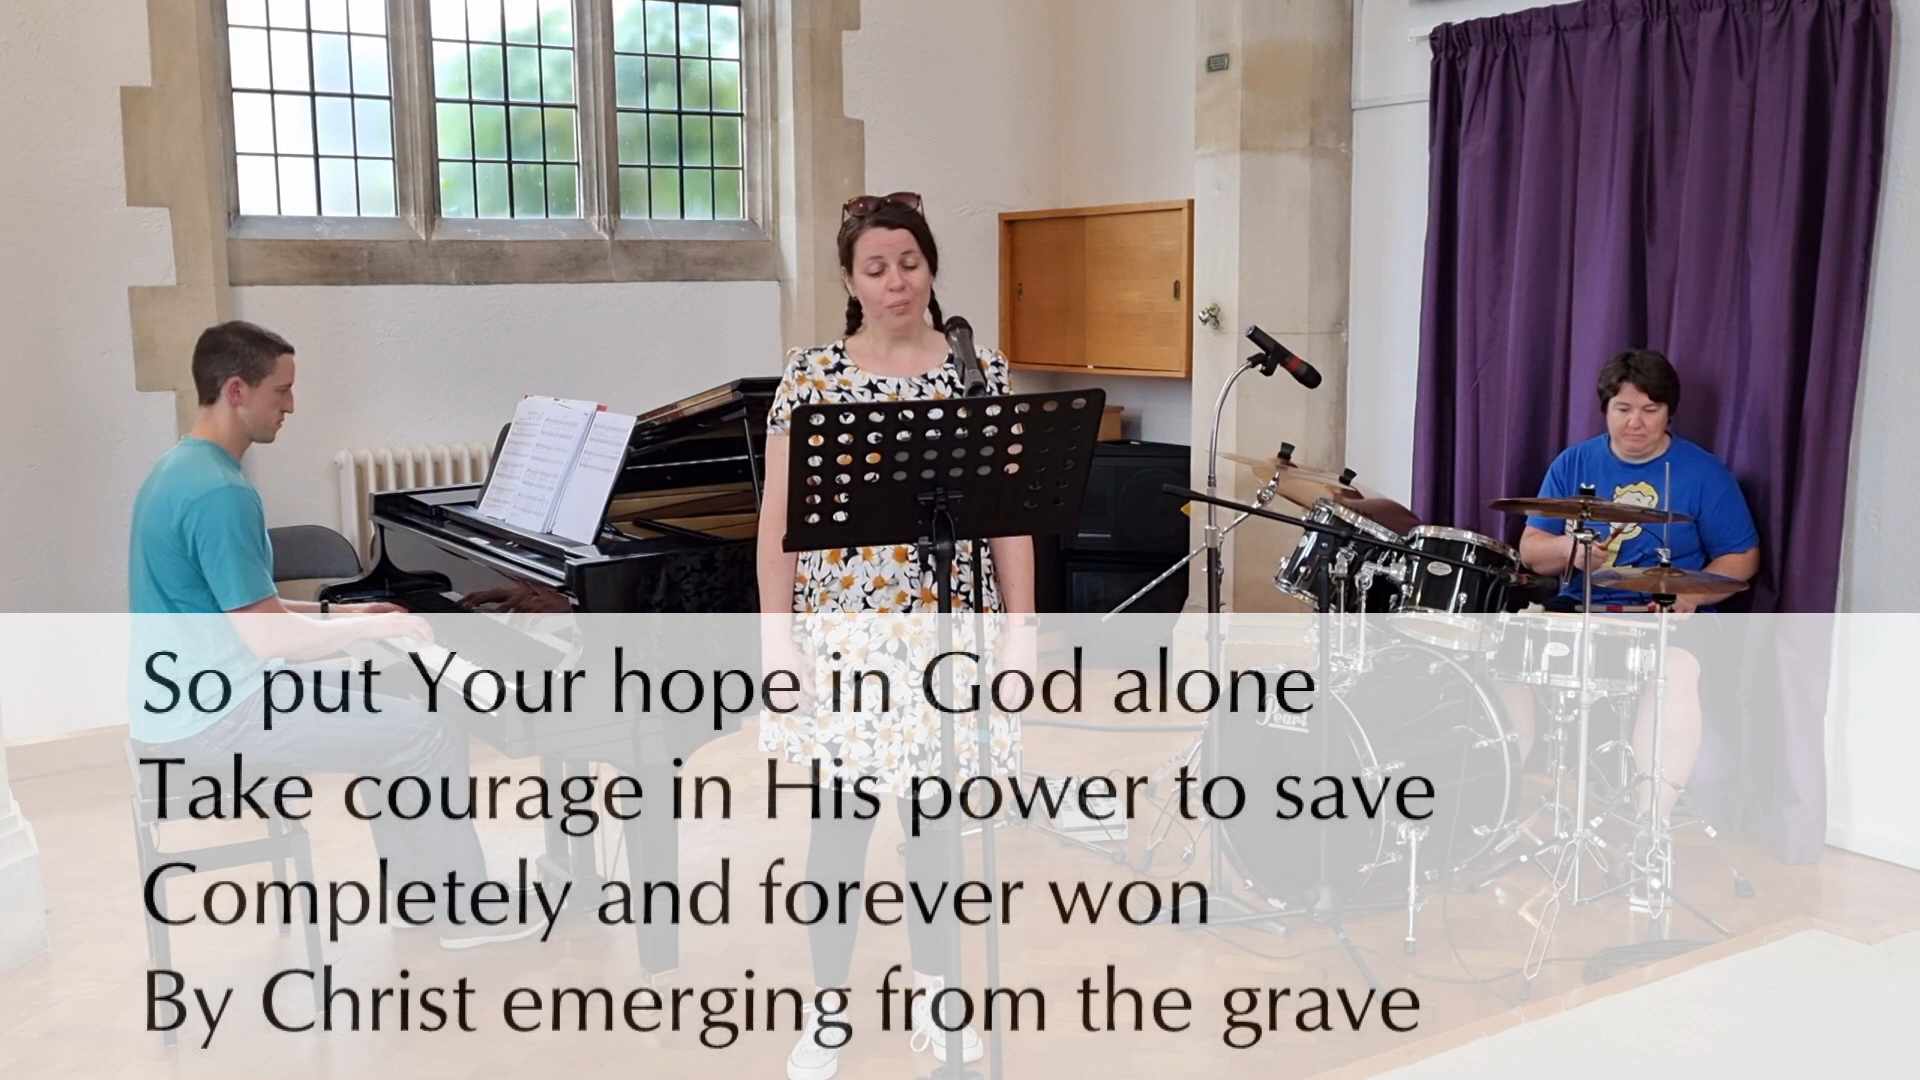 So put Your hope in God alone
Take courage in His power to save
Completely and forever won
By Christ emerging from the grave
Pearl